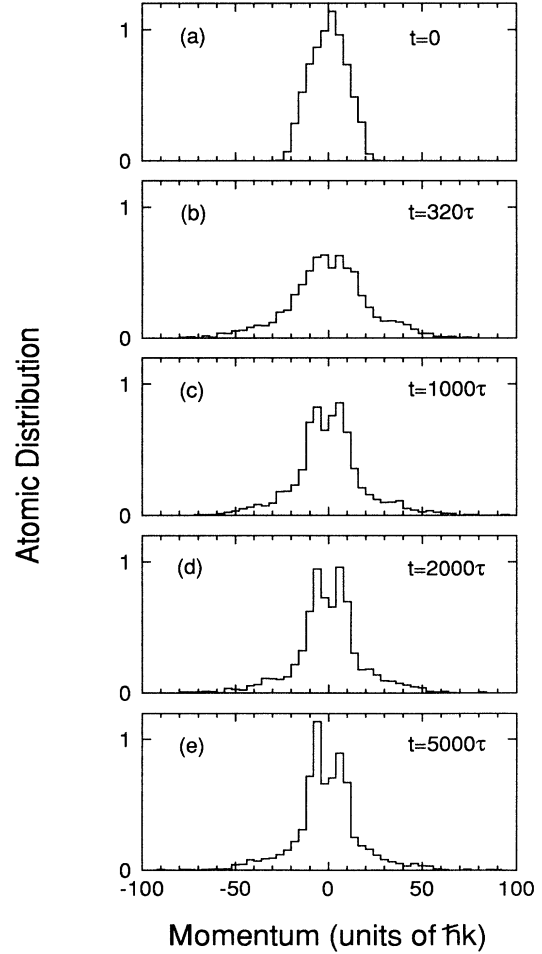 1
(a)
t=0
0
1
(b)
t=320τ
0
1
(c)
t=1000τ
0
1
(d)
t=2000τ
0
1
(e)
t=5000τ
0
-100 -50 0 50 100
Momentum (units of ħk)
Atomic Distribution